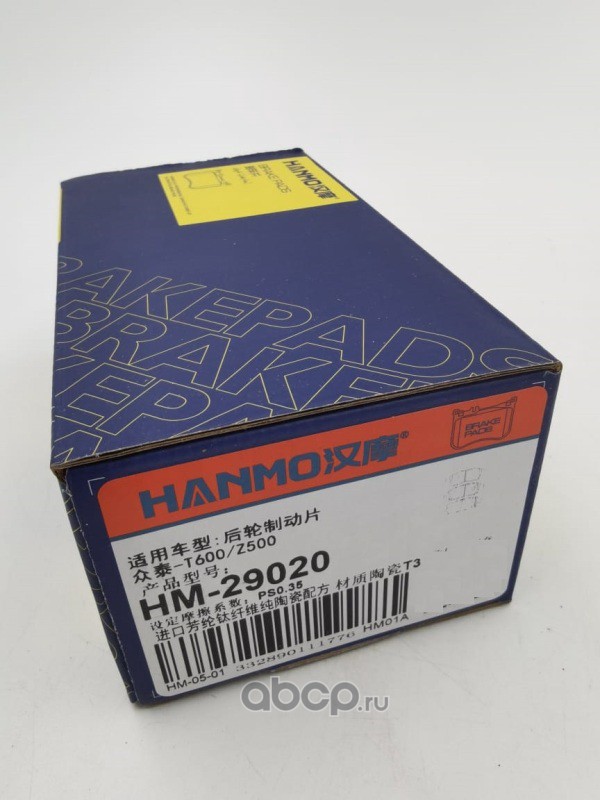 HANMO汉摩
BRAKE PADS
BRAKEPADS
BRAKEPADS
HANMO汉摩®
BRAKE
PADS
适用车型:后轮制动片
众泰-T600/Z500
产品型号:
HM-29020
设定摩擦系数: PS0.35
进口芳纶钛纤维纯陶瓷配方 材质陶瓷T3
HM-05-01 332890111776 HM01A
abcp.ru